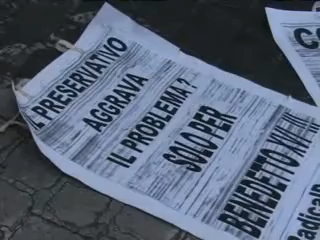 IL PRESERVATIVO
AGGRAVA
IL PROBLEMA?
SOLO PER
BENEDETTO XVI !!!